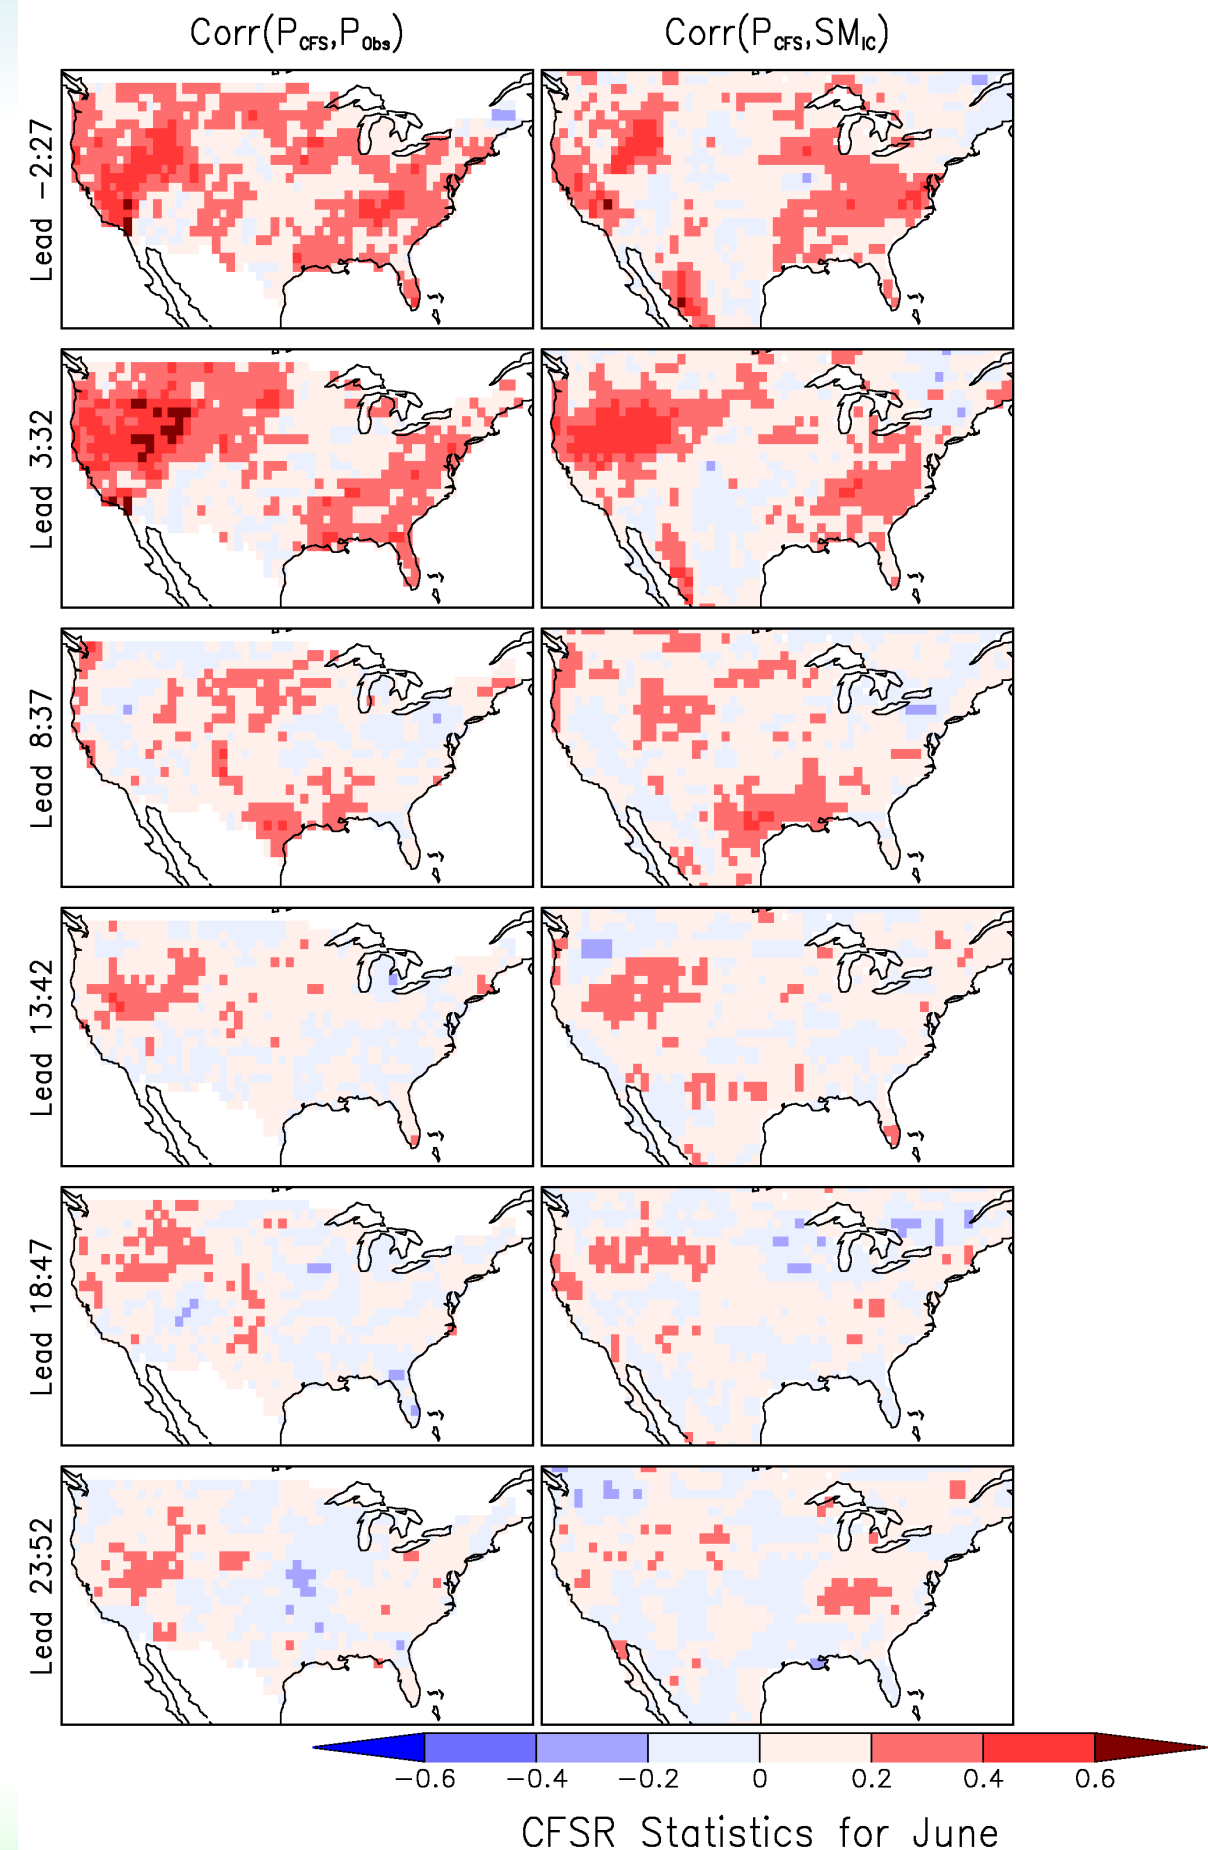 Corr(PCFS,PObs) Corr(PCFS,SMIC)
Lead -2:27
Lead 3:32
Lead 8:37
Lead 13:42
Lead 18:47
Lead 23:52
-0.6 -0.4 -0.2 0 0.2 0.4 0.6
CFSR Statistics for June